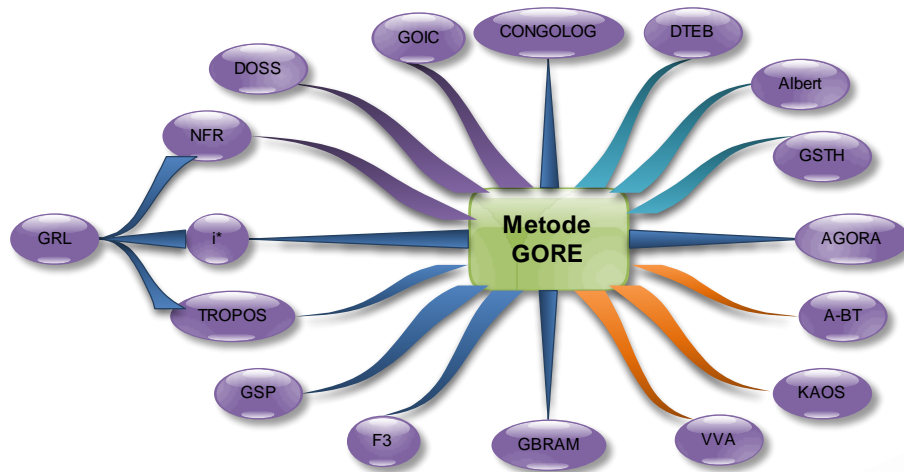 GOIC
CONGOLOG
DTEB
DOSS
Albert
NFR
GSTH
GRL
i*
Metode
GORE
AGORA
TROPOS
A-BT
GSP
KAOS
F3
GBRAM
VVA